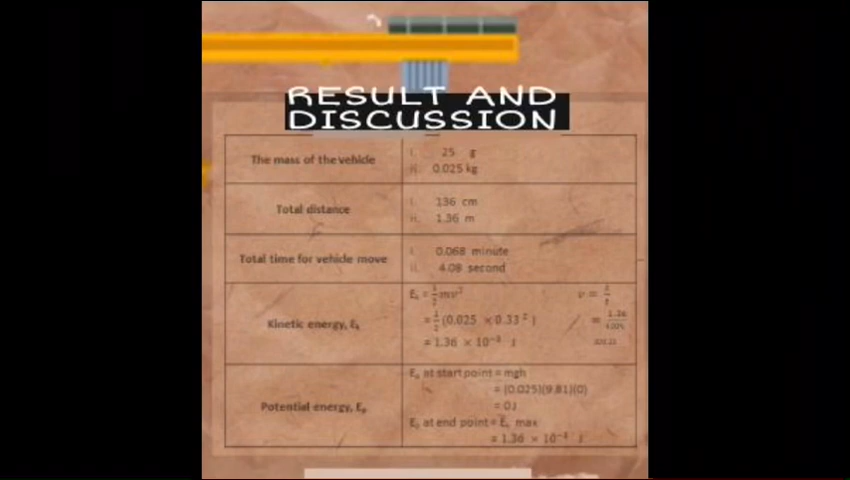 RESULT AND
DISCUSSION
The mass of the vehicle
i. 25 g
ii. 0.025 kg
Total distance
i. 136 cm
ii. 1.36 m
Total time for vehicle move
i. 0.068 minute
ii. 4.08 second
Kinetic energy, Eₖ
Eₖ = ½mv²
= ½(0.025 × 0.33²)
= 1.36 × 10⁻³ J
= 1.36
Potential energy, Eₚ
Eₚ at start point = mgh
= (0.025)(9.81)(0)
= 0J
Eₚ at end point = Eₖ max
= 1.36 × 10⁻³ J